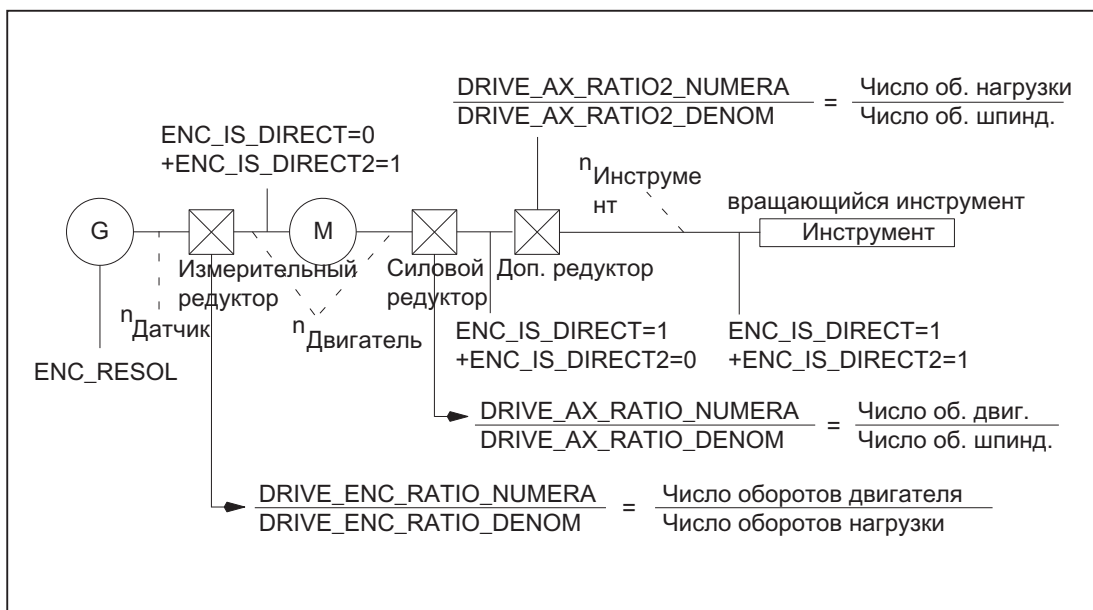 DRIVE_AX_RATIO2_NUMERA
DRIVE_AX_RATIO2_DENOM
=
Число об. нагрузки
Число об. шпинд.
ENC_IS_DIRECT=0
+ENC_IS_DIRECT2=1
n Инструме
нт
вращающийся инструмент
Инструмент
G
M
Измерительный
редуктор
Силовой
редуктор
Доп. редуктор
n Датчик
n Двигатель
ENC_RESOL
ENC_IS_DIRECT=1
+ENC_IS_DIRECT2=0
ENC_IS_DIRECT=1
+ENC_IS_DIRECT2=1
DRIVE_AX_RATIO_NUMERA
DRIVE_AX_RATIO_DENOM
=
Число об. двиг.
Число об. шпинд.
DRIVE_ENC_RATIO_NUMERA
DRIVE_ENC_RATIO_DENOM
=
Число оборотов двигателя
Число оборотов нагрузки